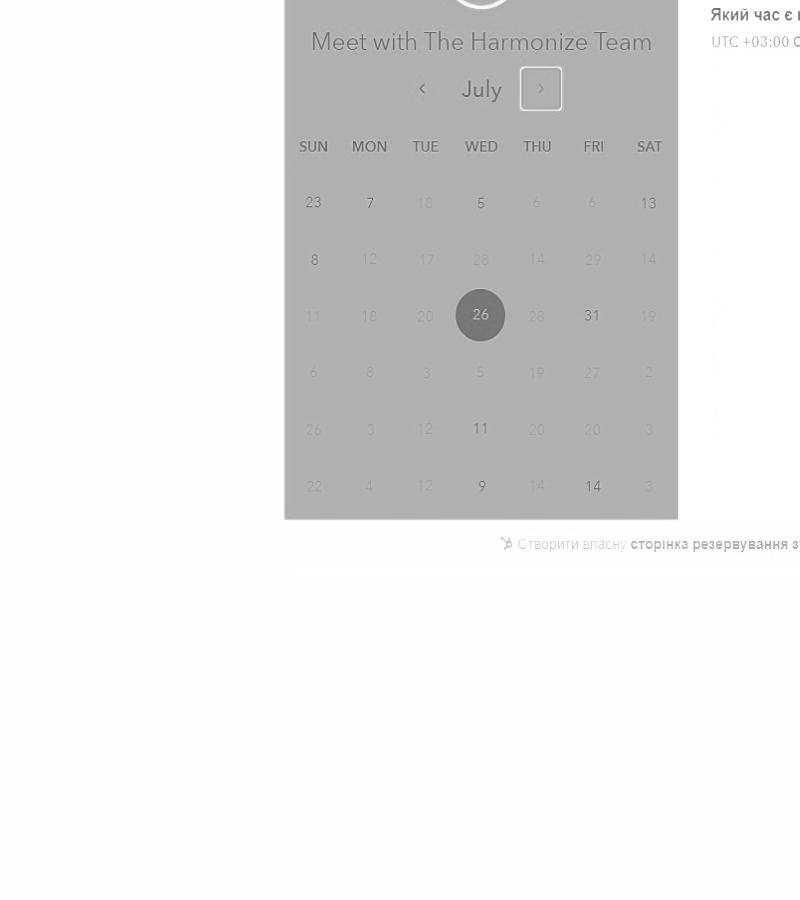 Який час є
Meet with The Harmonize Team
UTC +03:00
July
SUN MON TUE WED THU FRI SAT
23 7 18 5 6 6 13
8 12 17 28 14 29 14
11 18 20 26 28 31 19
6 8 3 5 19 27 2
26 3 12 11 20 20 3
22 4 12 9 14 14 3
Створити власну сторінка резервування